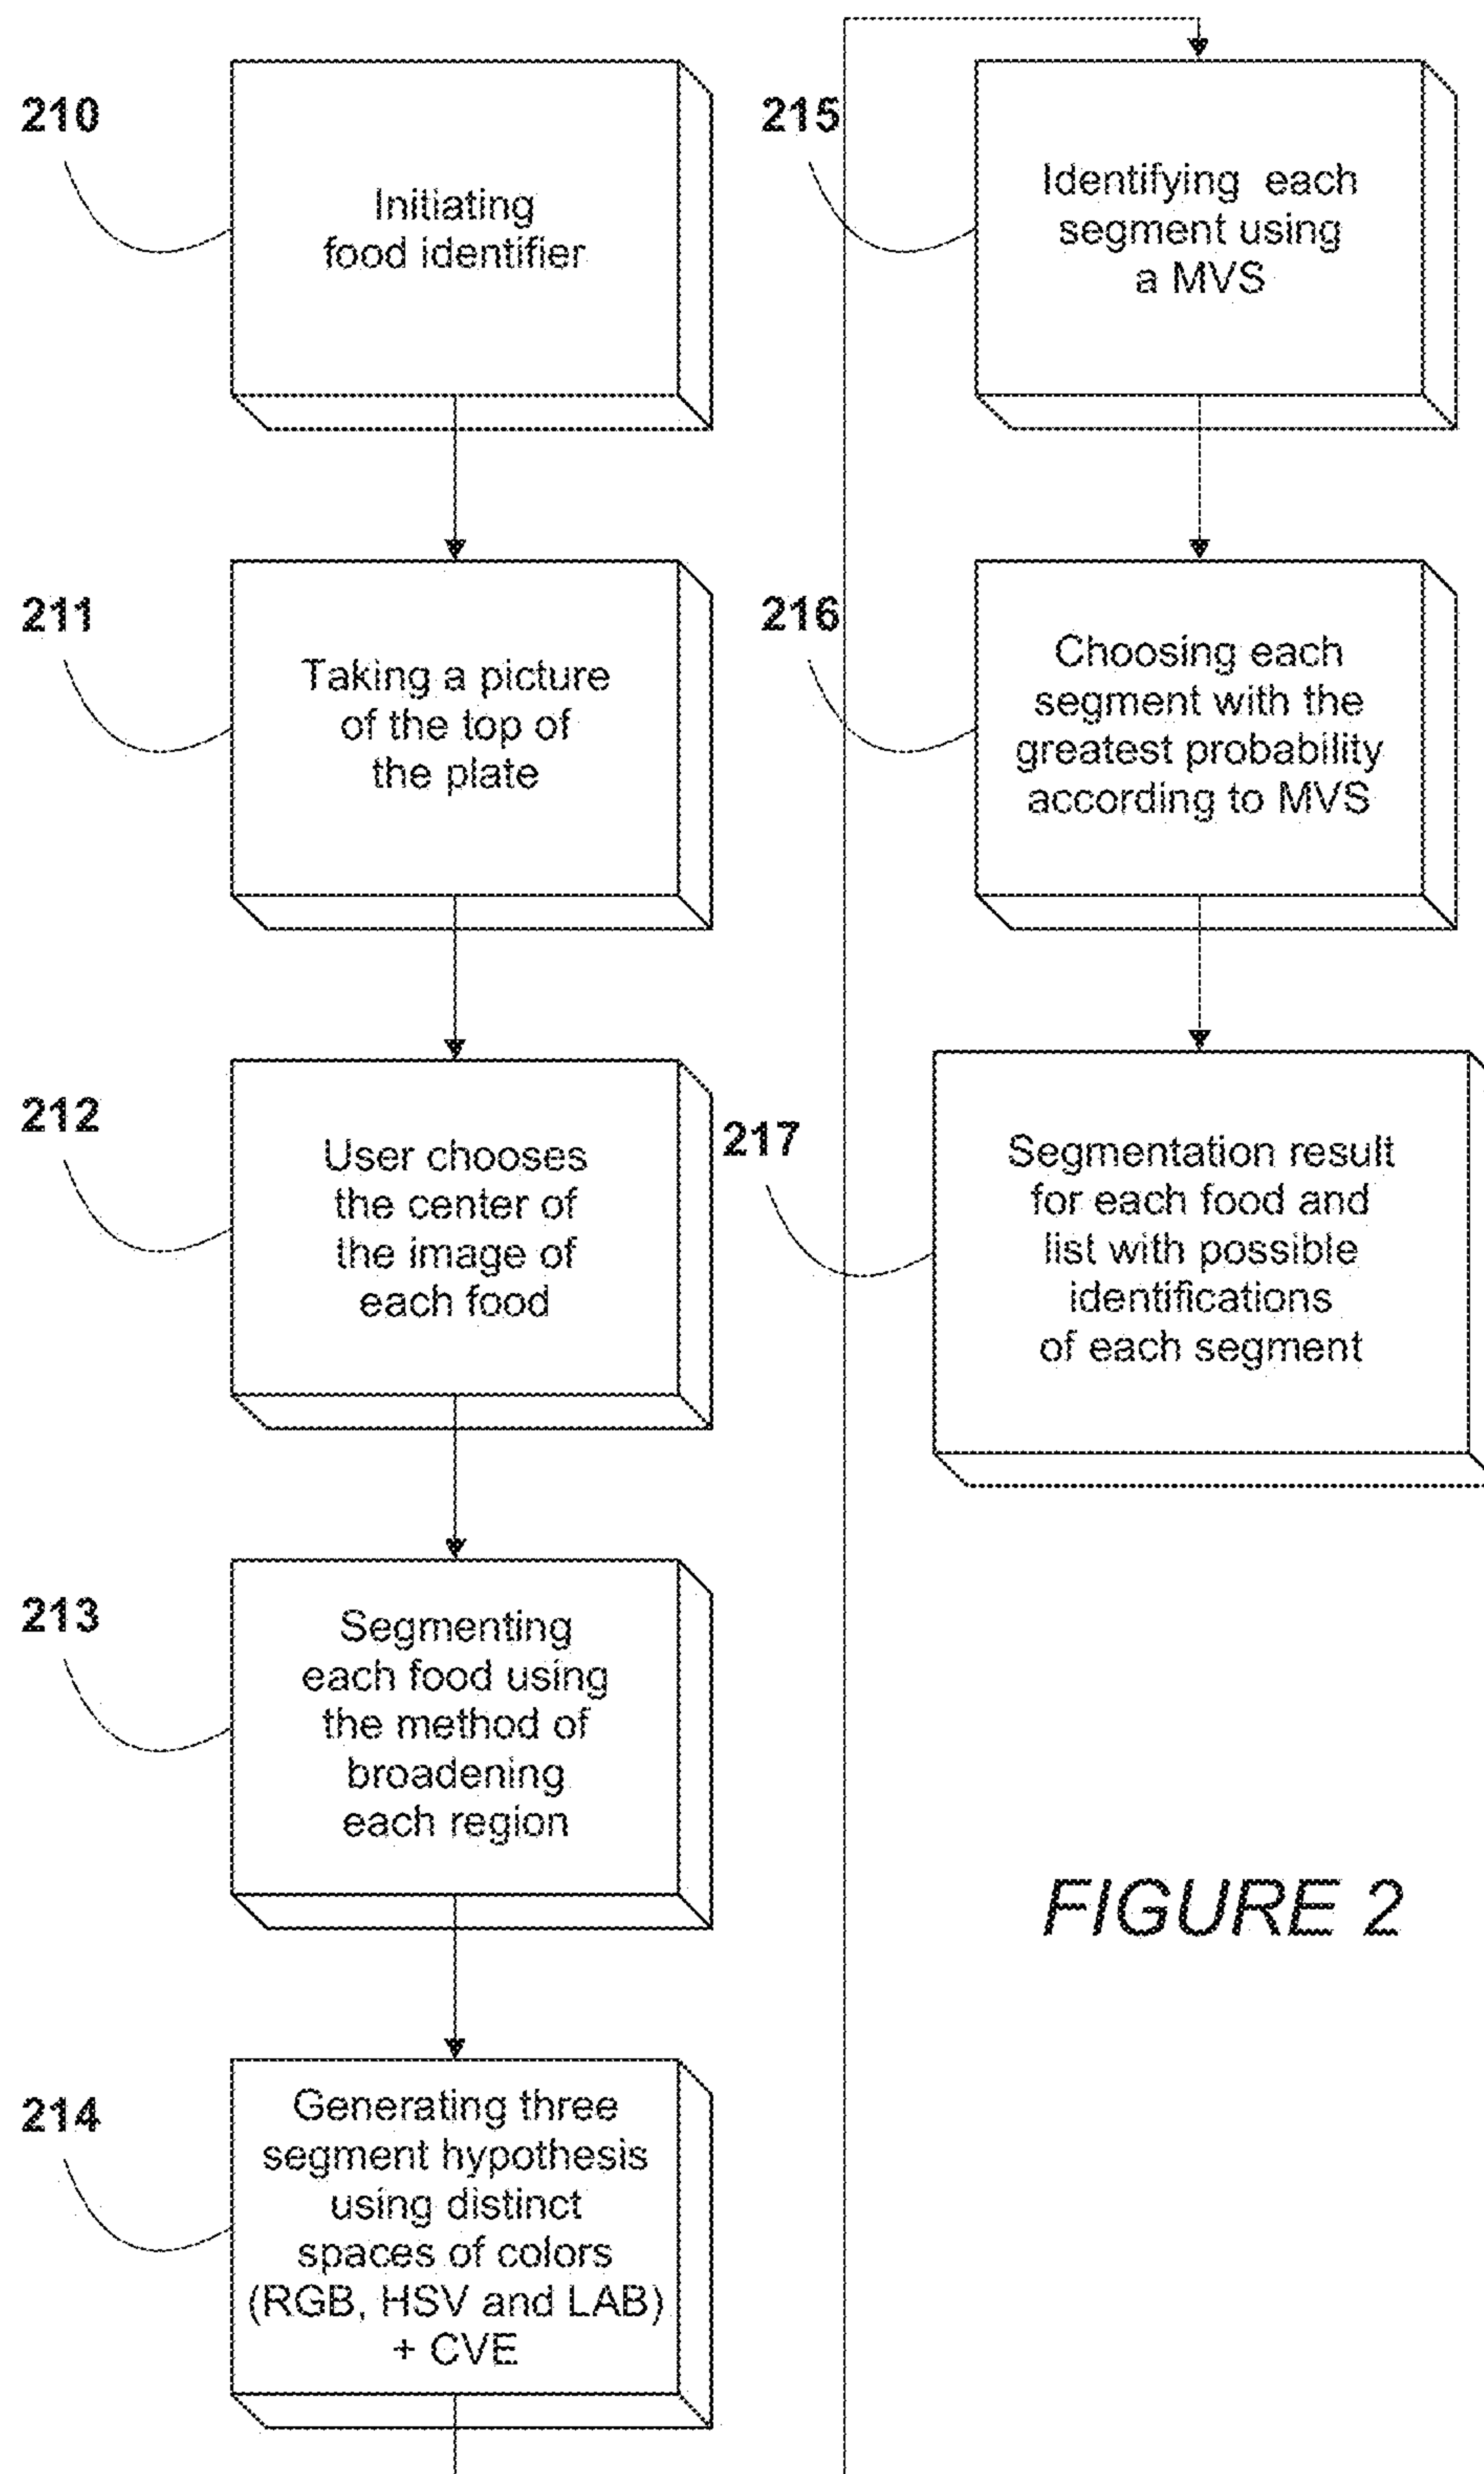 210
Initiating
food identifier
211
Taking a picture
of the top of
the plate
212
User chooses
the center of
the image of
each food
213
Segmenting
each food using
the method of
broadening
each region
214
Generating three
segment hypothesis
using distinct
spaces of colors
(RGB, HSV and LAB)
+ CVE
215
Identifying each
segment using
a MVS
216
Choosing each
segment with the
greatest probability
according to MVS
217
Segmentation result
for each food and
list with possible
identifications
of each segment
FIGURE 2